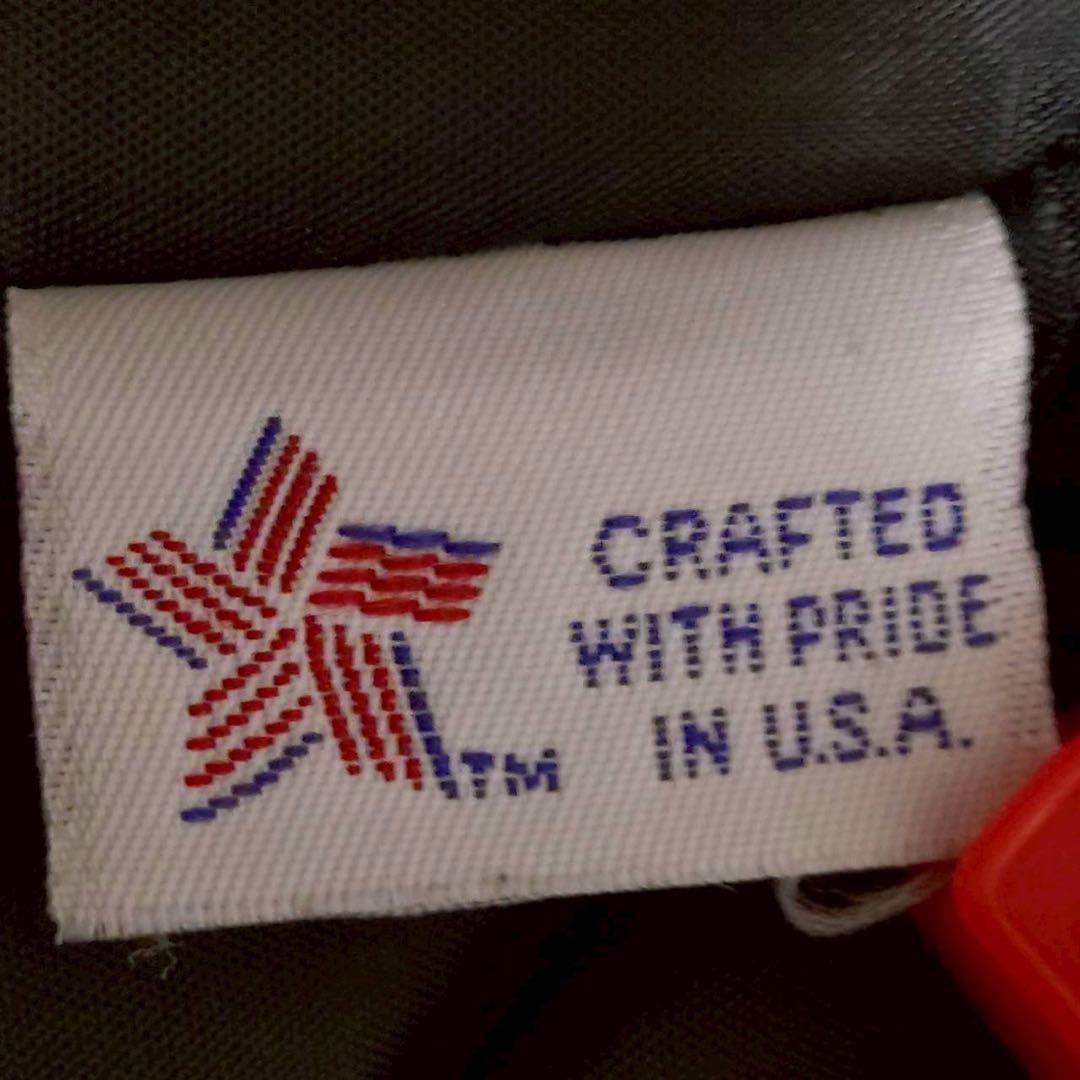 CRAFTED
WITH PRIDE
IN U.S.A.
TM